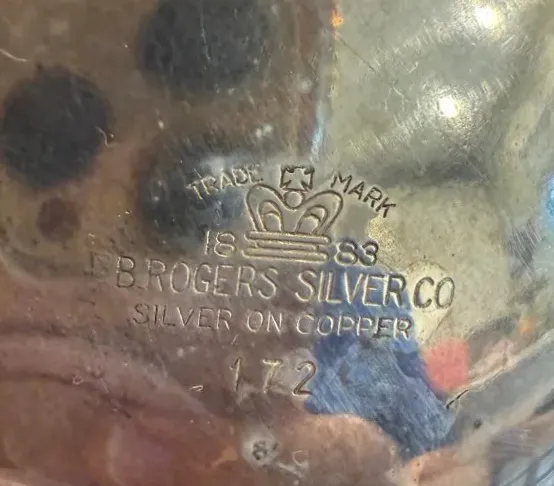 TRADE MARK
18 83
F.B. ROGERS SILVER CO
SILVER ON COPPER
172